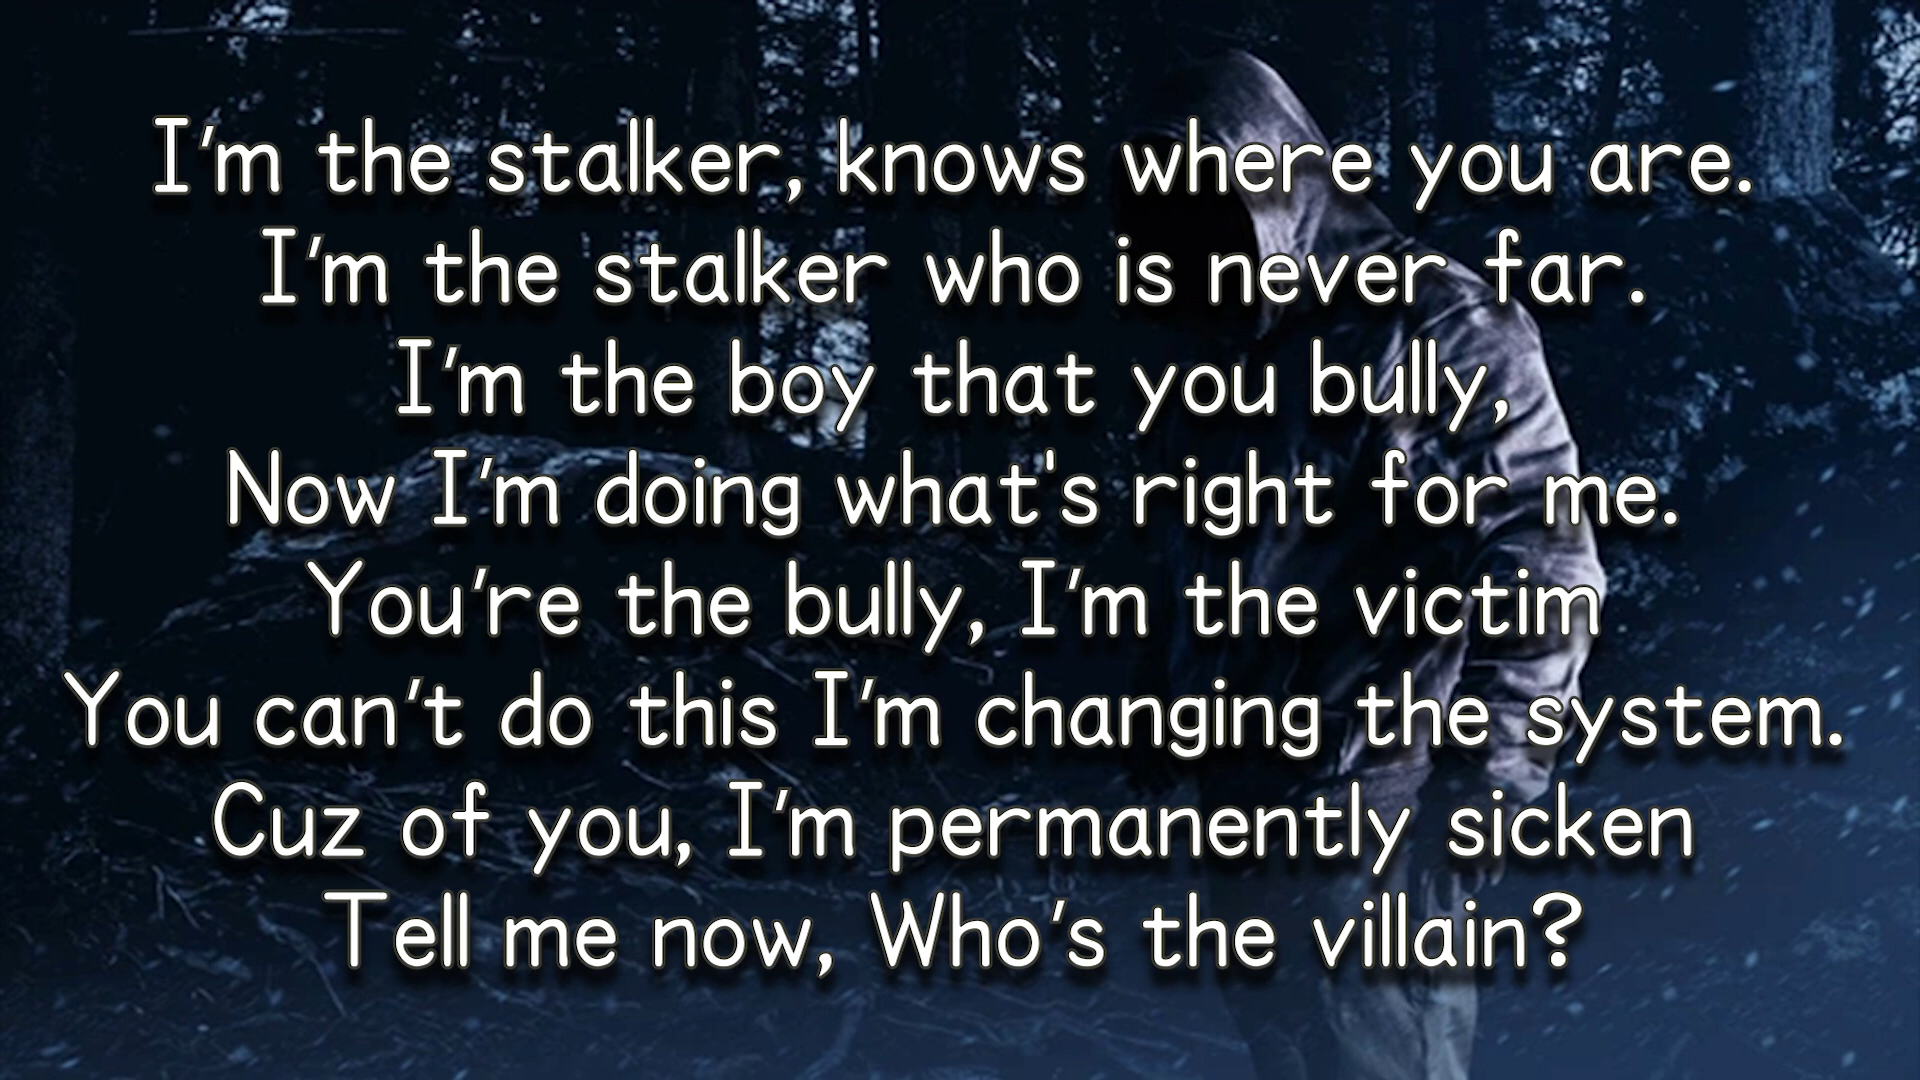 I'm the stalker, knows where you are.
I'm the stalker who is never far.
I'm the boy that you bully,
Now I'm doing what's right for me.
You're the bully, I'm the victim
You can't do this I'm changing the system.
Cuz of you, I'm permanently sicken
Tell me now, Who's the villain?